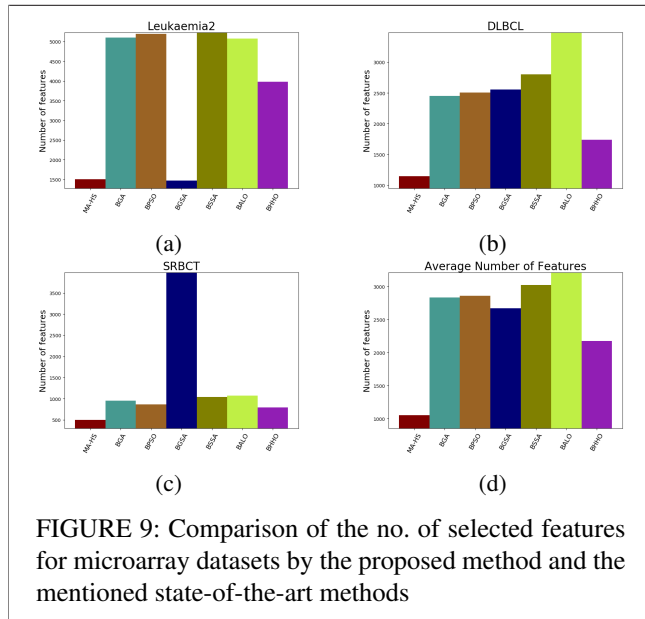 Leukaemia2
Number of features
5000
4500
4000
3500
3000
2500
2000
1500
MA-HS BGA BPSO BGSA BSSA BALO BHHO
(a)
DLBCL
Number of features
3000
2500
2000
1500
1000
MA-HS BGA BPSO BGSA BSSA BALO BHHO
(b)
SRBCT
Number of features
3500
3000
2500
2000
1500
1000
500
MA-HS BGA BPSO BGSA BSSA BALO BHHO
(c)
Average Number of Features
Number of features
3000
2500
2000
1500
1000
MA-HS BGA BPSO BGSA BSSA BALO BHHO
(d)
FIGURE 9: Comparison of the no. of selected features
for microarray datasets by the proposed method and the
mentioned state-of-the-art methods